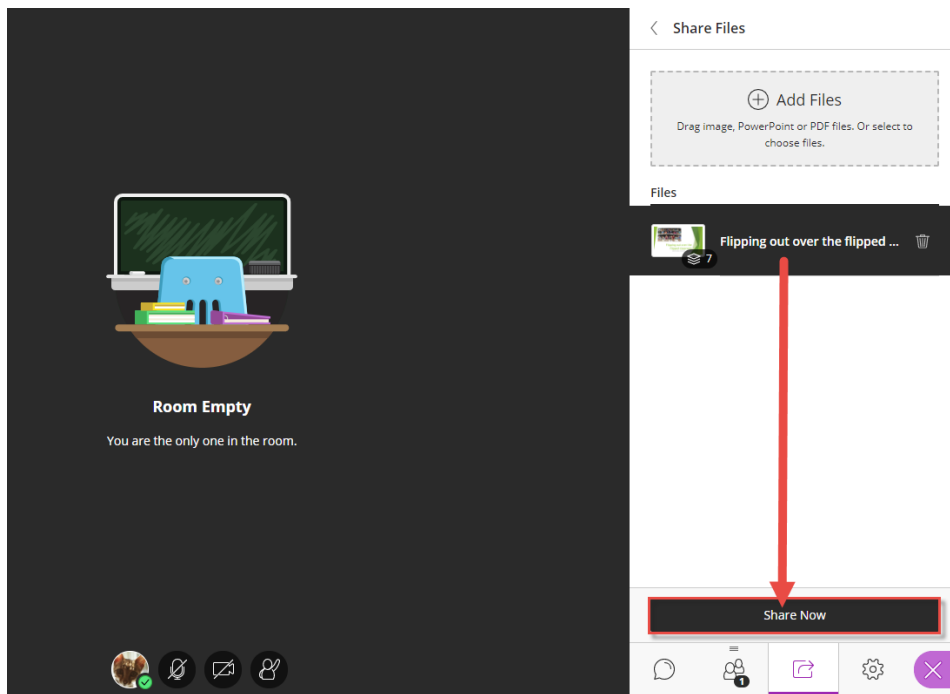 Share Files
Add Files
Drag image, PowerPoint or PDF files. Or select to
choose files.
Files
Flipping out over the flipped ...
7
Room Empty
You are the only one in the room.
Share Now
1